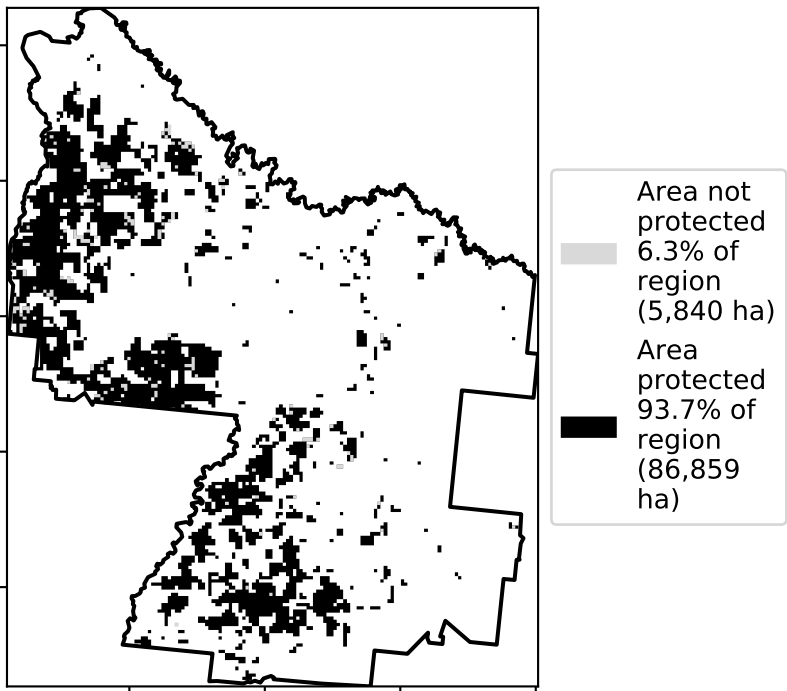 Area not
protected
6.3% of
region
(5,840 ha)
Area
protected
93.7% of
region
(86,859
ha)